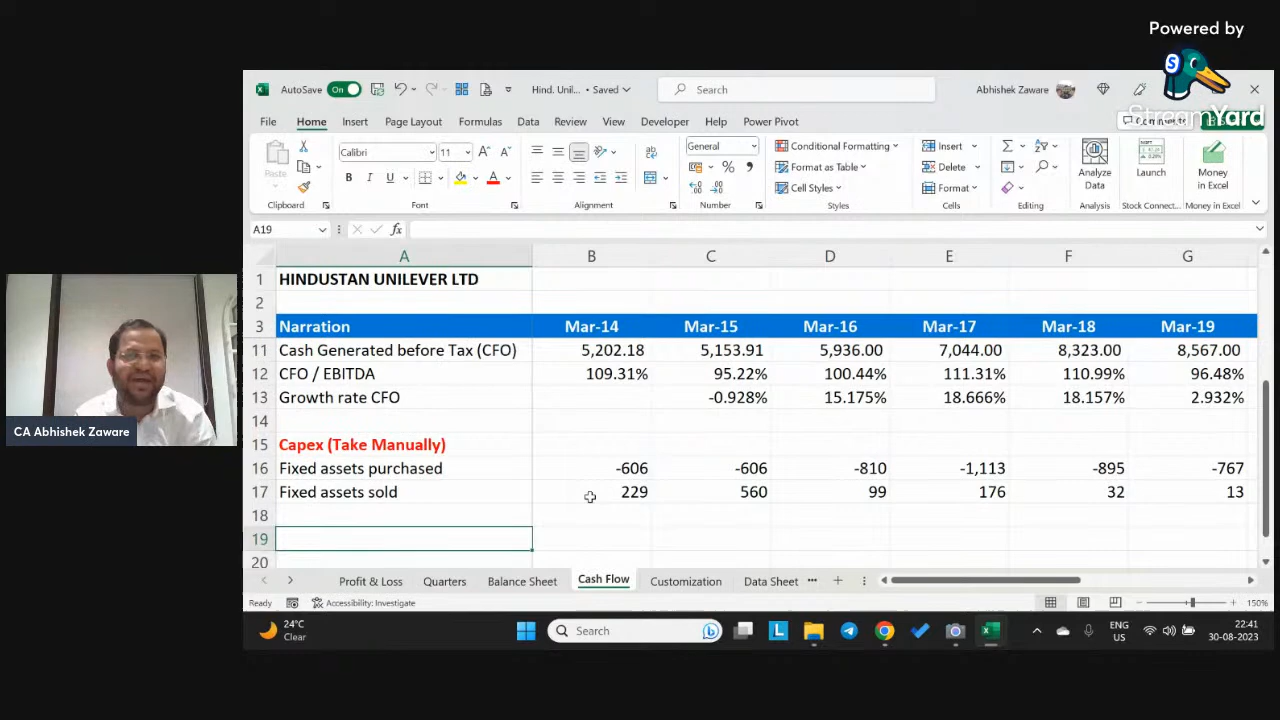 Powered by
S
StreamYard
AutoSave On Hind. Unil... • Saved Search Abhishek Zaware
File Home Insert Page Layout Formulas Data Review View Developer Help Power Pivot Comments
Paste Calibri 11 A A General Conditional Formatting Insert Analyze Data Launch Money in Excel
B I U A % Format as Table Delete
Cell Styles Format
Clipboard Font Alignment Number Styles Cells Editing Analysis Stock Connect... Money in Excel
A19 fx
A B C D E F G
1 HINDUSTAN UNILEVER LTD
2
3 Narration Mar-14 Mar-15 Mar-16 Mar-17 Mar-18 Mar-19
11 Cash Generated before Tax (CFO) 5,202.18 5,153.91 5,936.00 7,044.00 8,323.00 8,567.00
12 CFO / EBITDA 109.31% 95.22% 100.44% 111.31% 110.99% 96.48%
13 Growth rate CFO -0.928% 15.175% 18.666% 18.157% 2.932%
14
15 Capex (Take Manually)
16 Fixed assets purchased -606 -606 -810 -1,113 -895 -767
17 Fixed assets sold 229 560 99 176 32 13
18
19
20
CA Abhishek Zaware
Profit & Loss Quarters Balance Sheet Cash Flow Customization Data Sheet ...
Ready Accessibility: Investigate 150%
24°C
Clear
Search
ENG
US
22:41
30-08-2023